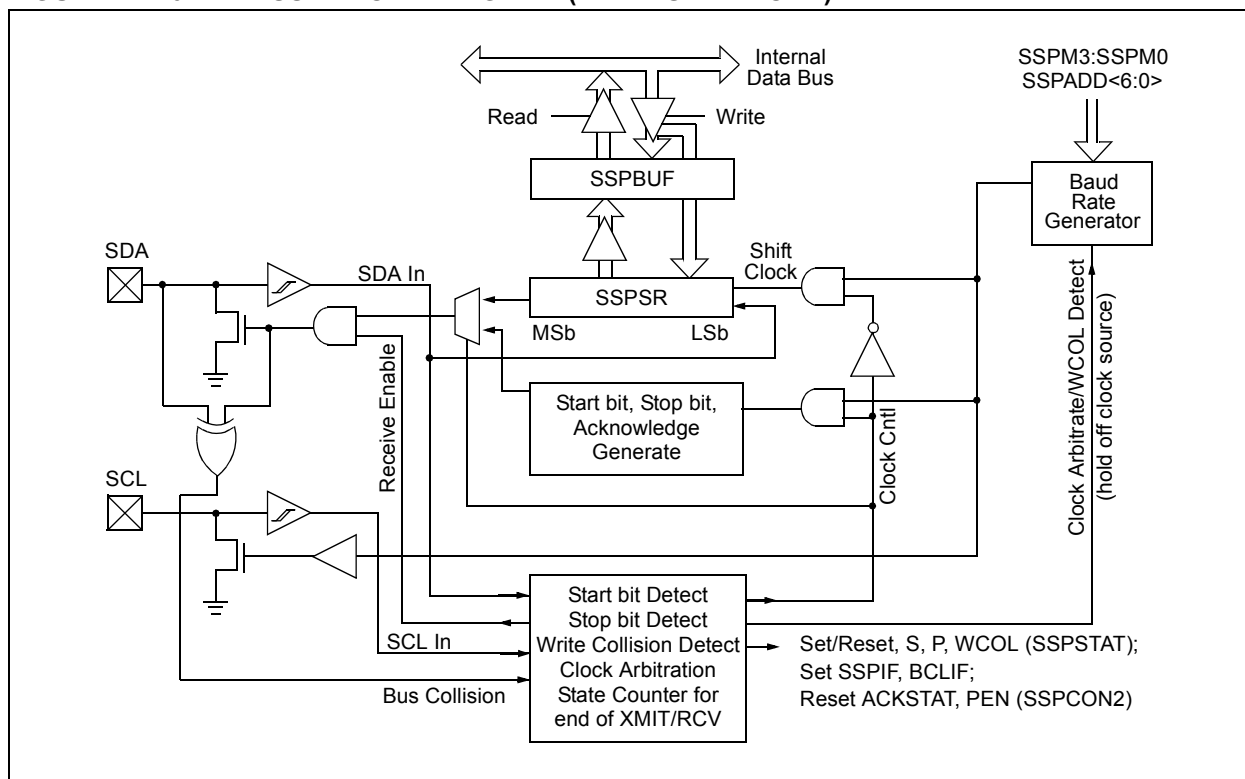 Internal
Data Bus
SSPM3:SSPM0
SSPADD<6:0>
Read
Write
SSPBUF
Baud
Rate
Generator
SDA
SDA In
Shift
Clock
SSPSR
MSb
LSb
Receive Enable
Start bit, Stop bit,
Acknowledge
Generate
Clock Cntl
Clock Arbitrate/WCOL Detect
(hold off clock source)
SCL
SCL In
Bus Collision
Start bit Detect
Stop bit Detect
Write Collision Detect
Clock Arbitration
State Counter for
end of XMIT/RCV
Set/Reset, S, P, WCOL (SSPSTAT);
Set SSPIF, BCLIF;
Reset ACKSTAT, PEN (SSPCON2)